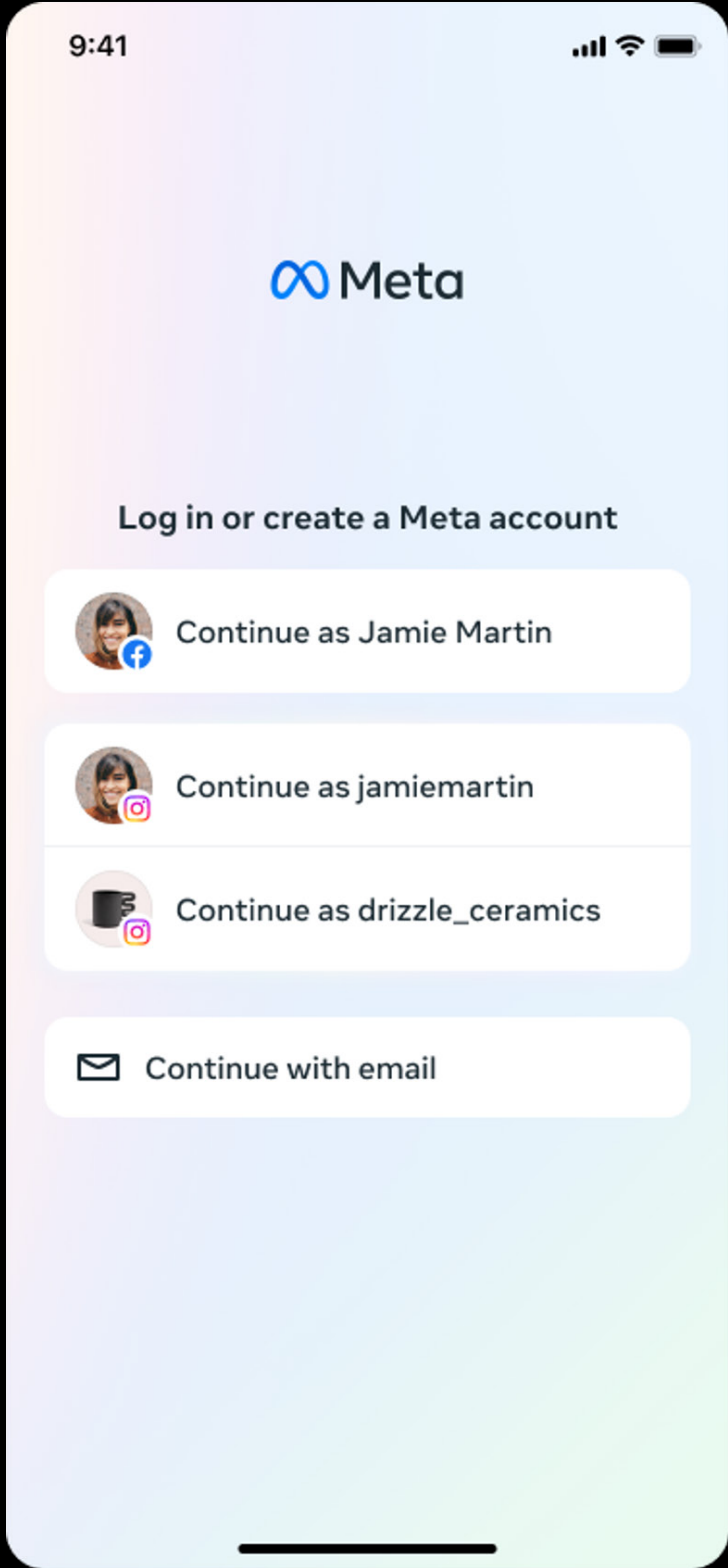 9:41
Meta
Log in or create a Meta account
Continue as Jamie Martin
Continue as jamiemartin
Continue as drizzle_ceramics
Continue with email